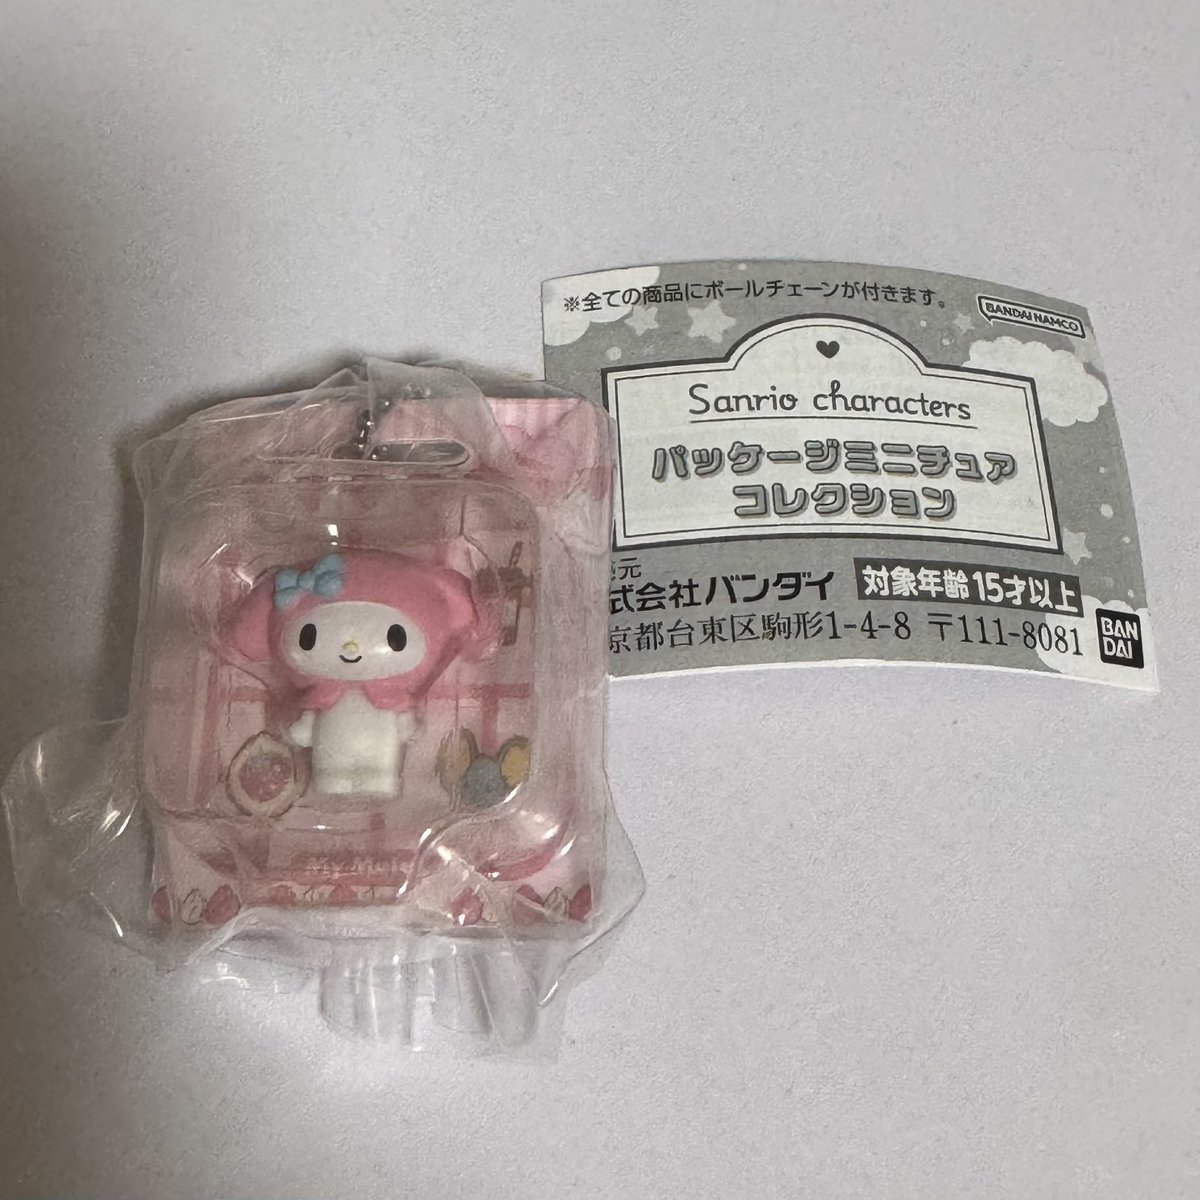 ※全ての商品にボールチェーンが付きます。
BANDAI NAMCO
Sanrio characters
パッケージミニチュア
コレクション
元
式会社バンダイ
対象年齢15才以上
京都台東区駒形1-4-8 〒111-8081
BAN
DAI